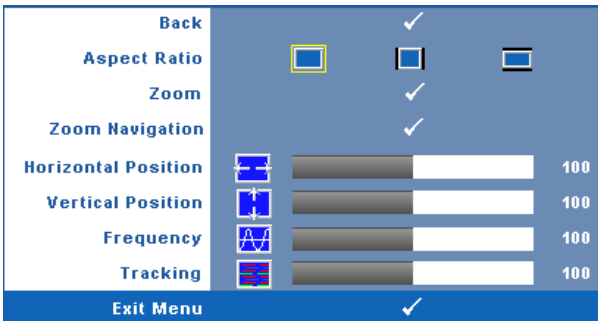 Back
Aspect Ratio
Zoom
Zoom Navigation
Horizontal Position 100
Vertical Position 100
Frequency 100
Tracking 100
Exit Menu